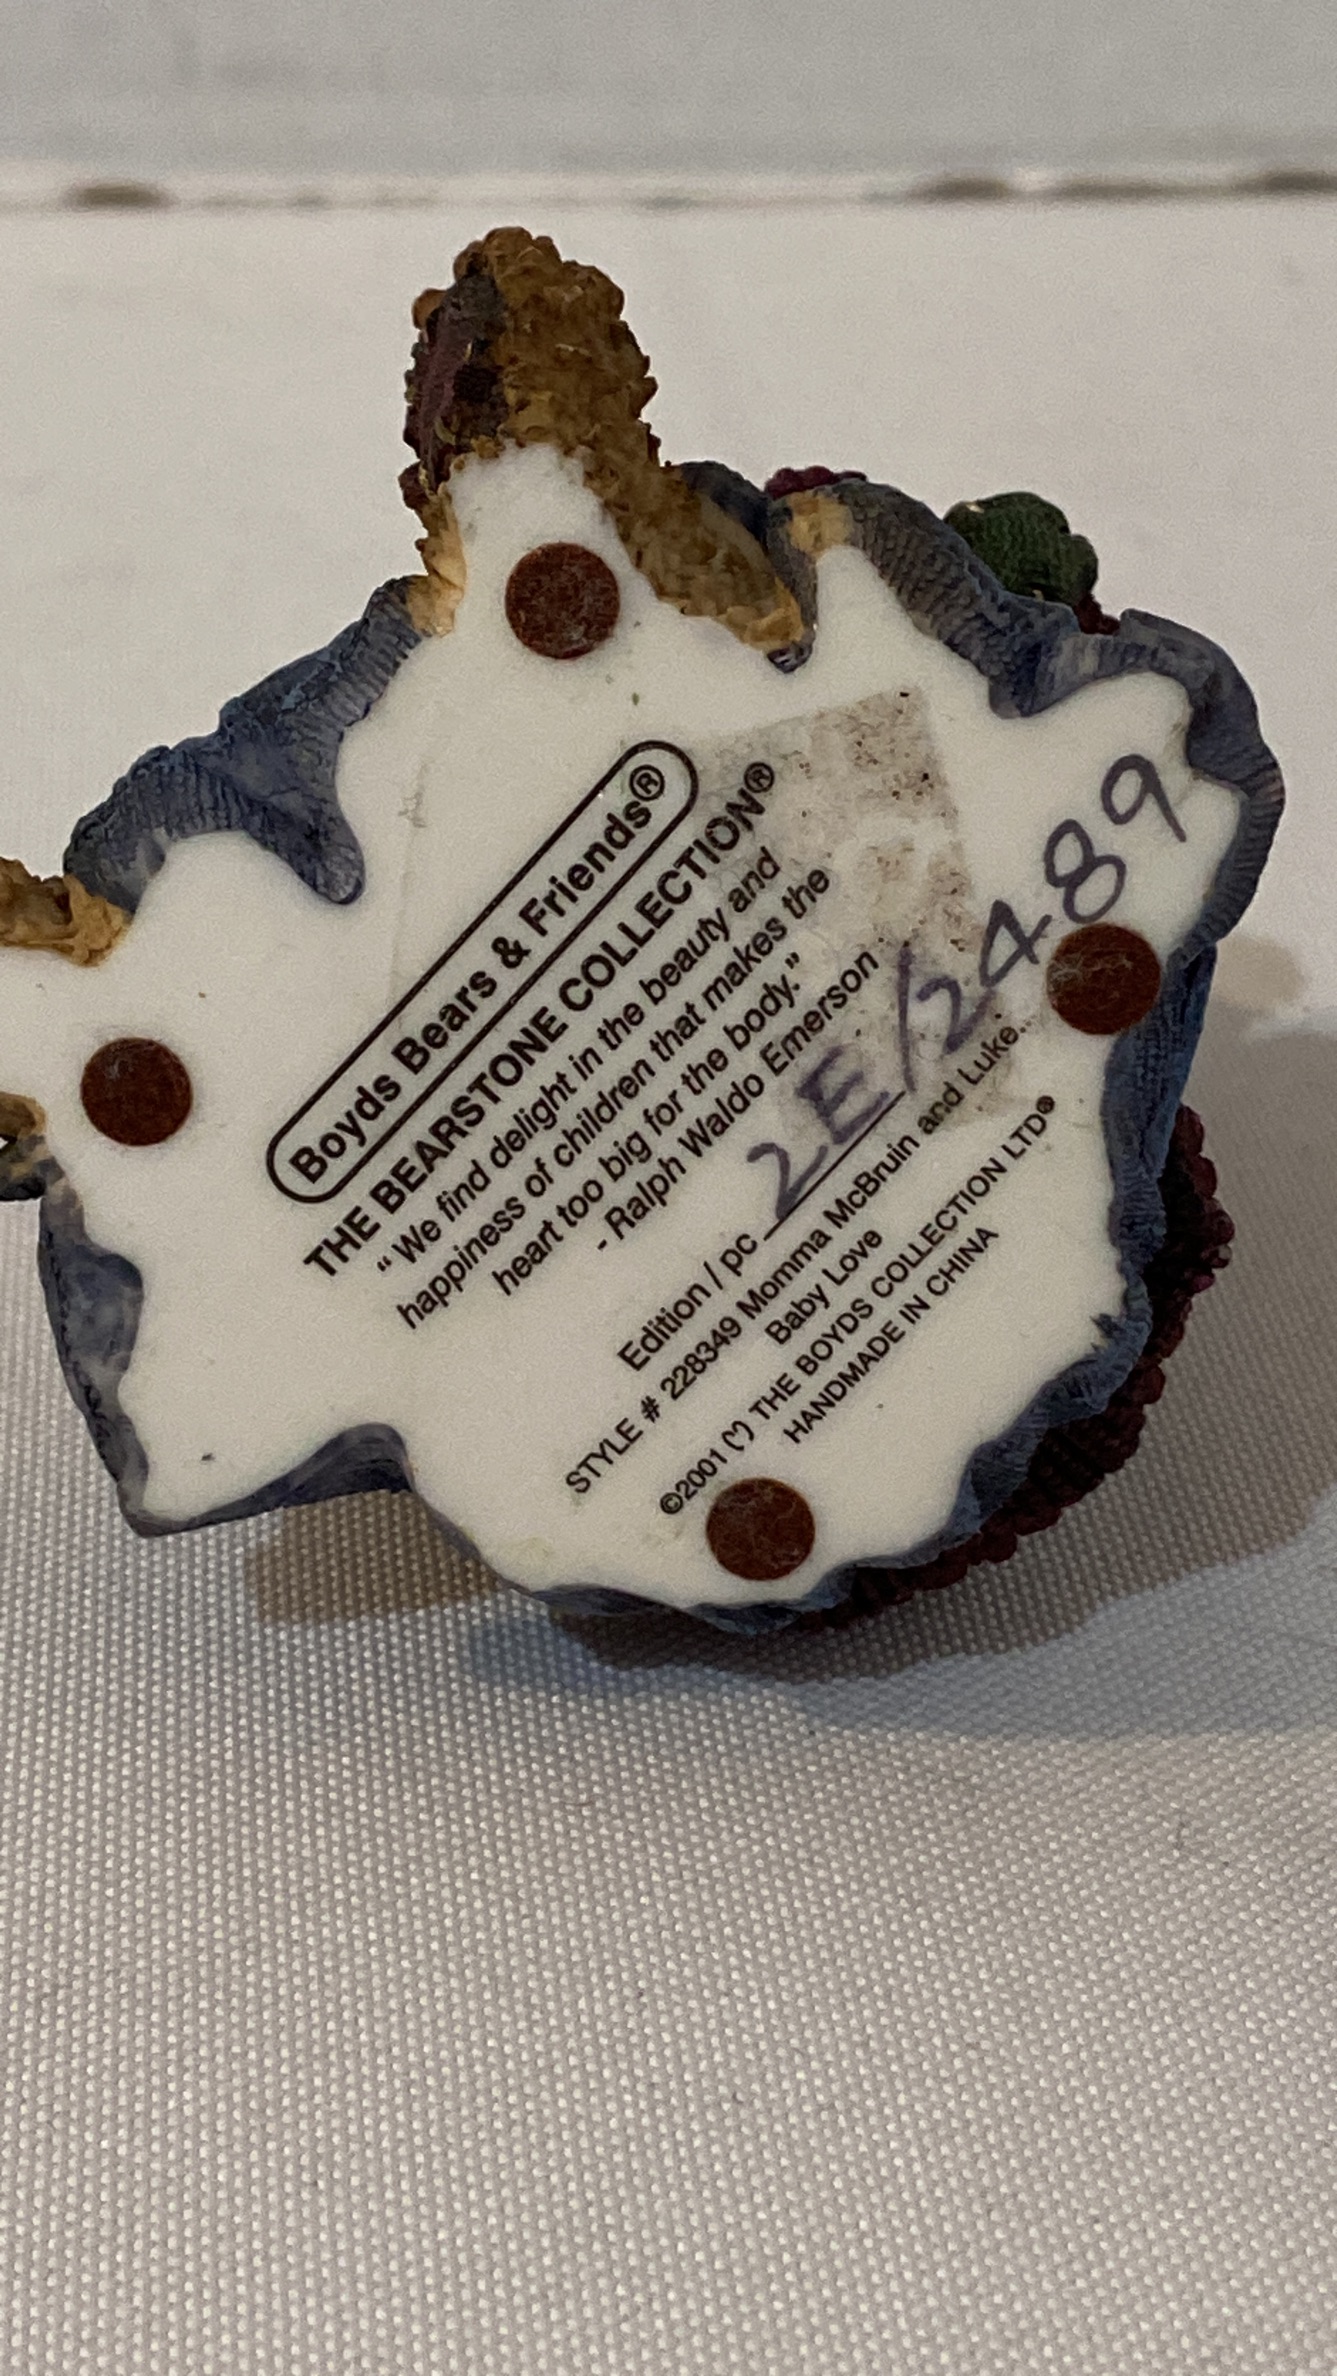 Boyds Bears & Friends®
THE BEARSTONE COLLECTION®
“ We find delight in the beauty and
happiness of children that makes the
heart too big for the body.”
- Ralph Waldo Emerson
Edition / pc 2E/2489
STYLE # 228349 Momma McBruin and Luke...
Baby Love
©2001 (") THE BOYDS COLLECTION LTD®
HANDMADE IN CHINA